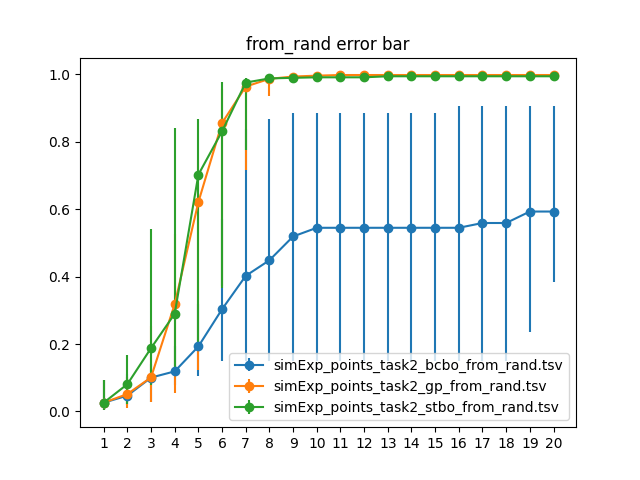 from_rand error bar
1.0
0.8
0.6
0.4
0.2
0.0
simExp_points_task2_bcbo_from_rand.tsv
simExp_points_task2_gp_from_rand.tsv
simExp_points_task2_stbo_from_rand.tsv
1 2 3 4 5 6 7 8 9 10 11 12 13 14 15 16 17 18 19 20